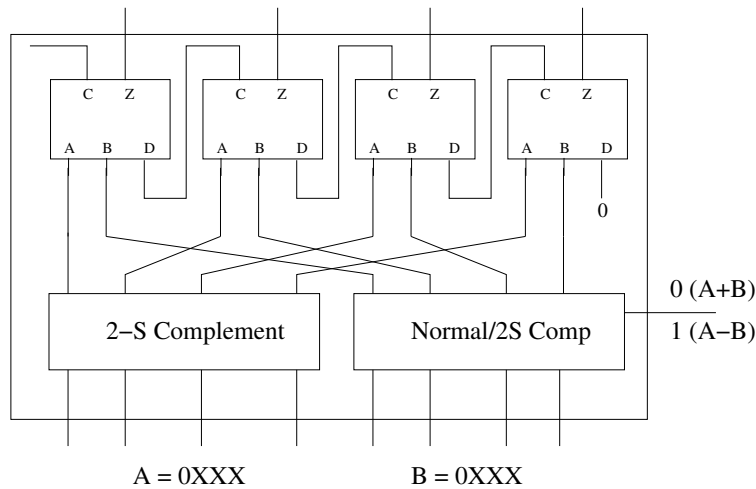 C Z C Z C Z C Z
A B D A B D A B D A B D
0
0 (A+B)
2−S Complement Normal/2S Comp
1 (A−B)
A = 0XXX B = 0XXX